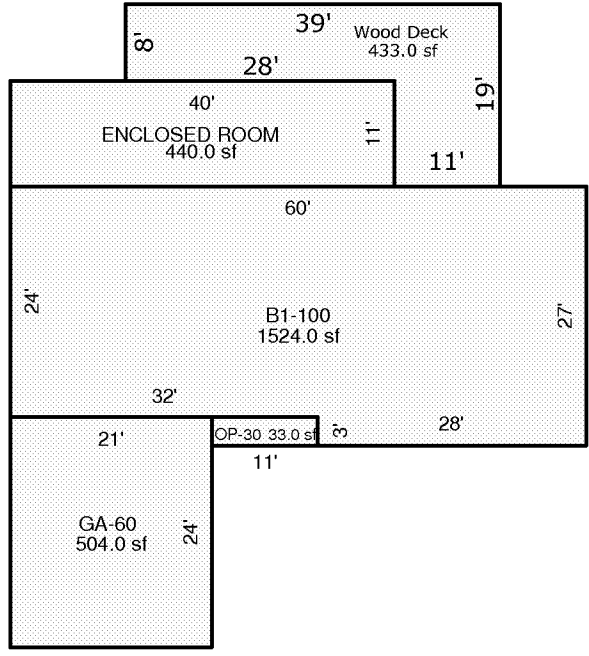 39'
8'
Wood Deck
433.0 sf
28'
19'
40'
ENCLOSED ROOM
440.0 sf
11'
11'
60'
24'
B1-100
1524.0 sf
27'
32'
28'
3'
OP-30 33.0 sf
11'
21'
GA-60
504.0 sf
24'